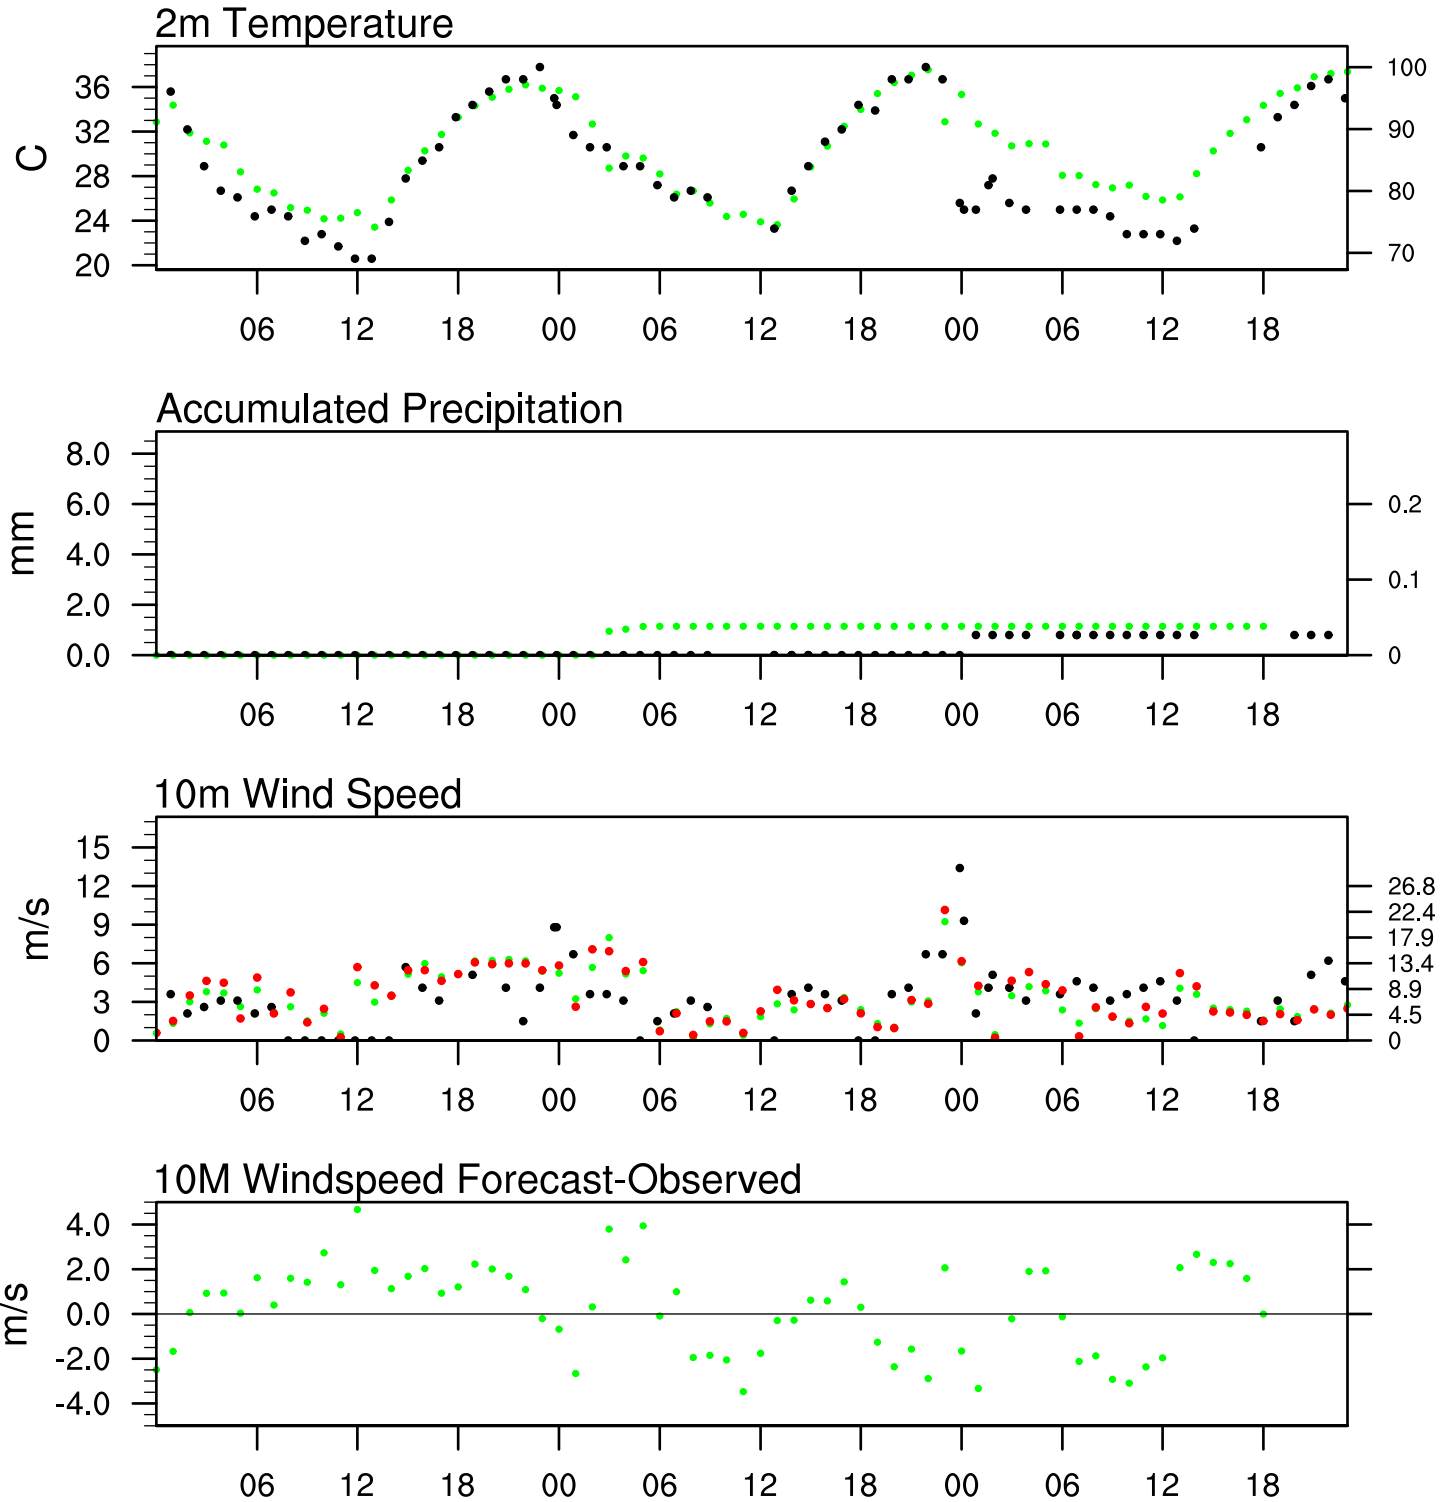 2m Temperature
C
36
32
28
24
20
100
90
80
70
06 12 18 00 06 12 18 00 06 12 18
Accumulated Precipitation
mm
8.0
6.0
4.0
2.0
0.0
0.2
0.1
0
06 12 18 00 06 12 18 00 06 12 18
10m Wind Speed
m/s
15
12
9
6
3
0
26.8
22.4
17.9
13.4
8.9
4.5
0
06 12 18 00 06 12 18 00 06 12 18
10M Windspeed Forecast-Observed
m/s
4.0
2.0
0.0
-2.0
-4.0
06 12 18 00 06 12 18 00 06 12 18